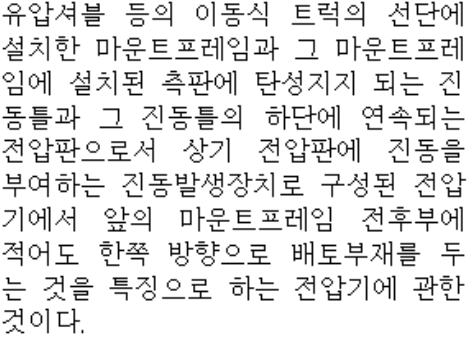 유압셔블 등의 이동식 트럭의 선단에
설치한 마운트프레임과 그 마운트프레
임에 설치된 측판에 탄성지지 되는 진
동틀과 그 진동틀의 하단에 연속되는
전압판으로서 상기 전압판에 진동을
부여하는 진동발생장치로 구성된 전압
기에서 앞의 마운트프레임 전후부에
적어도 한쪽 방향으로 배토부재를 두
는 것을 특징으로 하는 전압기에 관한
것이다.